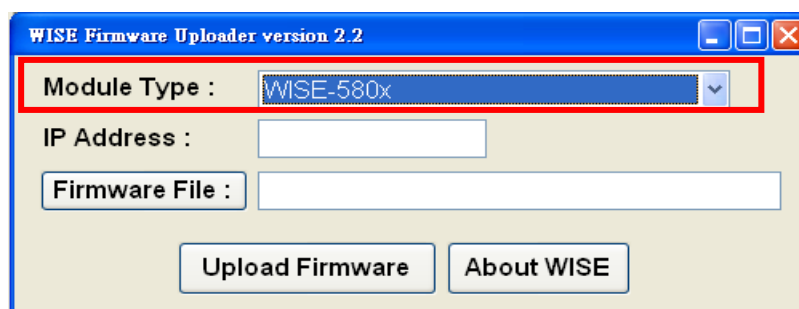 WISE Firmware Uploader version 2.2
Module Type : WISE-580x
IP Address :
Firmware File :
Upload Firmware About WISE